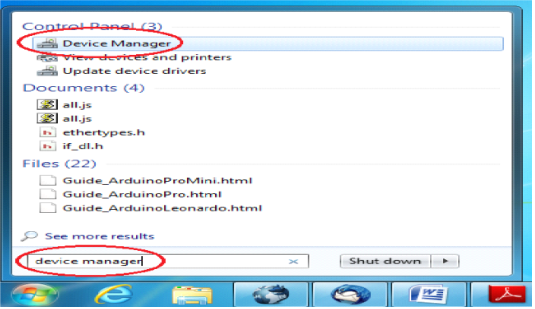 Control Panel (3)
Device Manager
View devices and printers
Update device drivers
Documents (4)
all.js
all.js
ethertypes.h
if_dl.h
Files (22)
Guide_ArduinoProMini.html
Guide_ArduinoPro.html
Guide_ArduinoLeonardo.html
See more results
device manager
Shut down